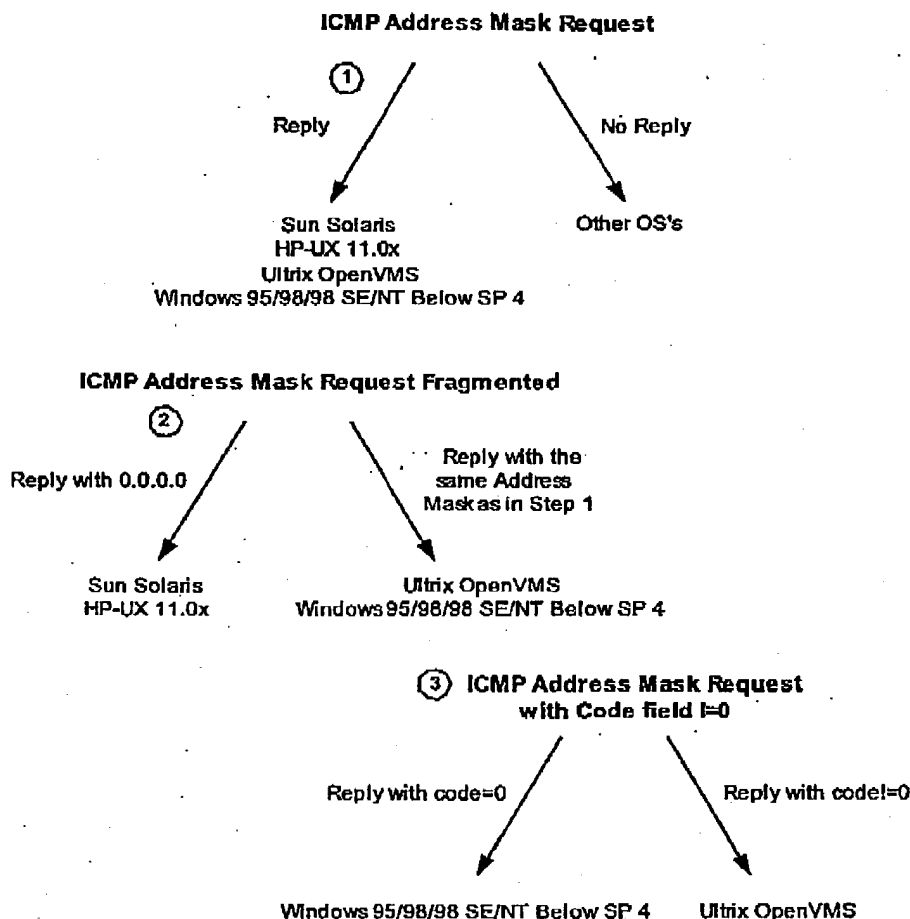 ICMP Address Mask Request
1
Reply
No Reply
Sun Solaris
HP-UX 11.0x
Ultrix OpenVMS
Windows 95/98/98 SE/NT Below SP 4
Other OS's
ICMP Address Mask Request Fragmented
2
Reply with 0.0.0.0
Reply with the
same Address
Mask as in Step 1
Sun Solaris
HP-UX 11.0x
Ultrix OpenVMS
Windows 95/98/98 SE/NT Below SP 4
3 ICMP Address Mask Request
with Code field !=0
Reply with code=0
Reply with code!=0
Windows 95/98/98 SE/NT Below SP 4
Ultrix OpenVMS